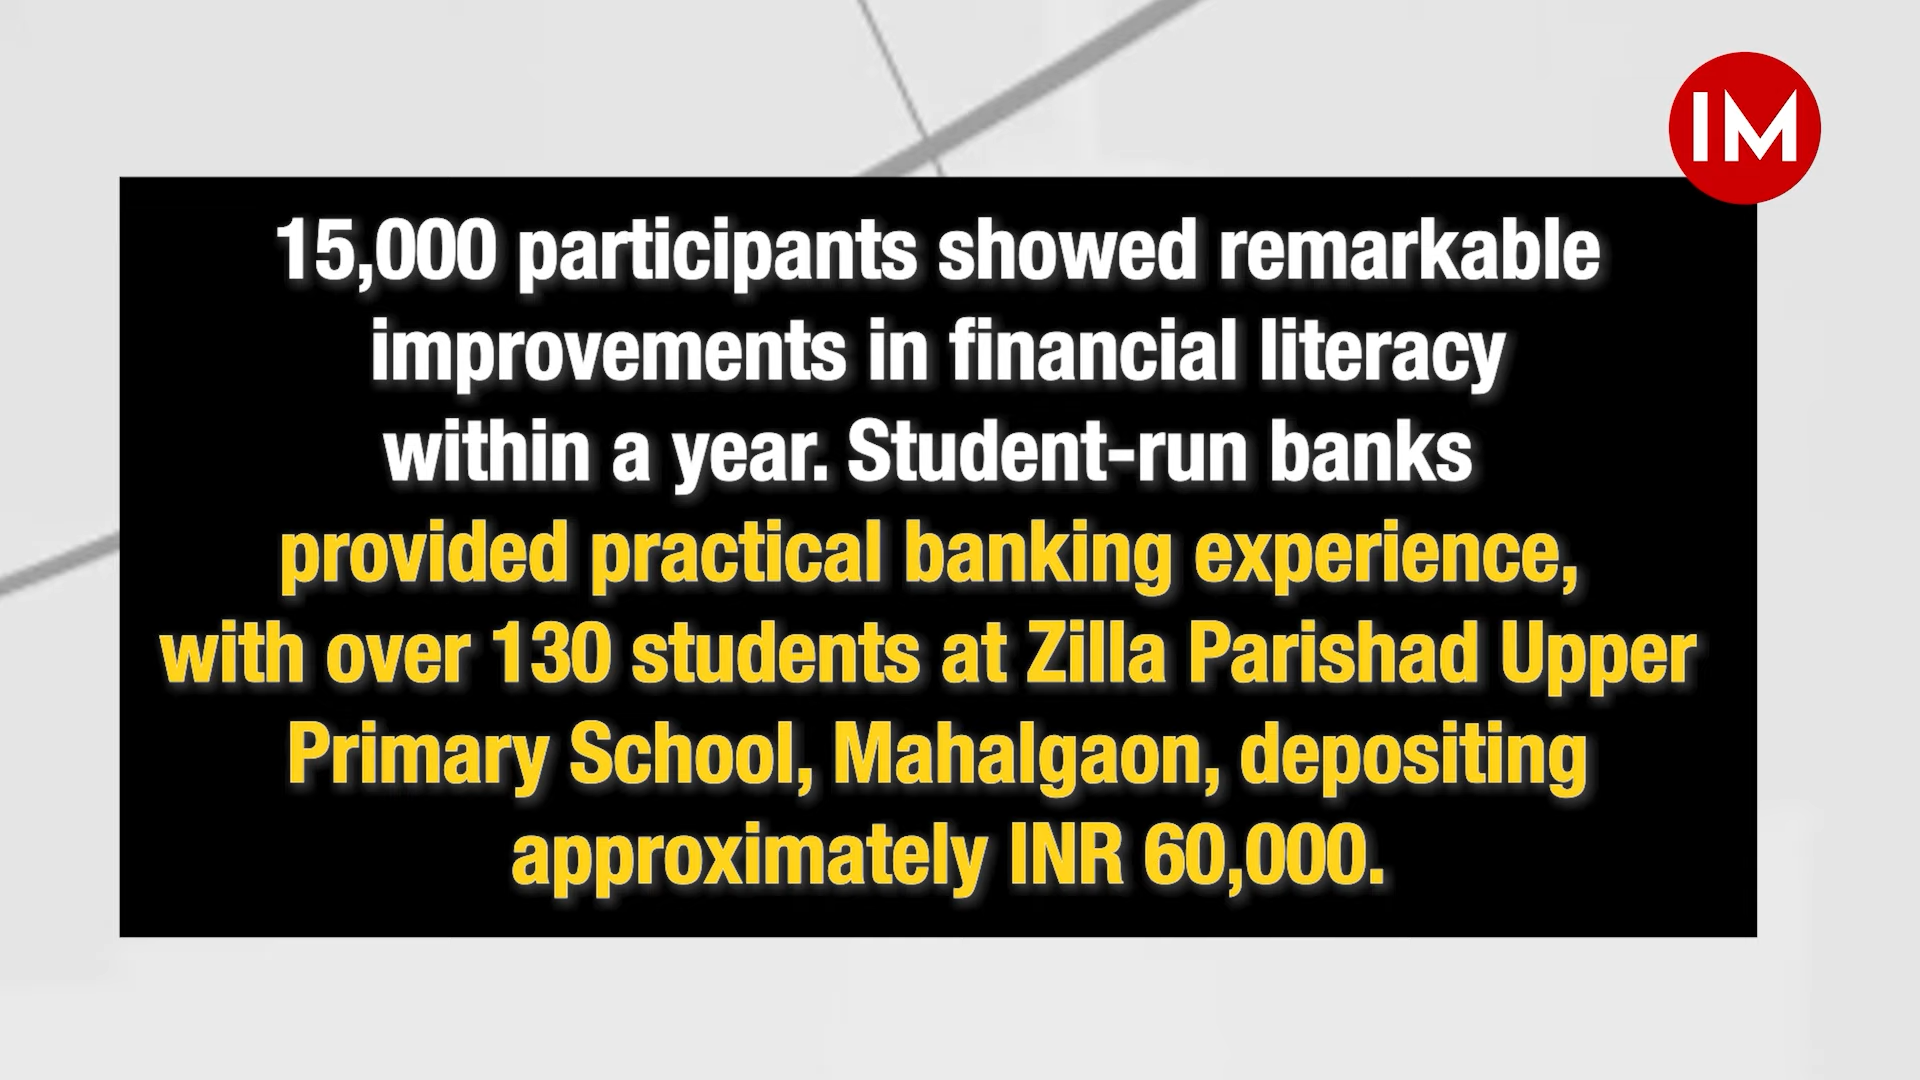 IM
15,000 participants showed remarkable
improvements in financial literacy
within a year. Student-run banks
provided practical banking experience,
with over 130 students at Zilla Parishad Upper
Primary School, Mahalgaon, depositing
approximately INR 60,000.